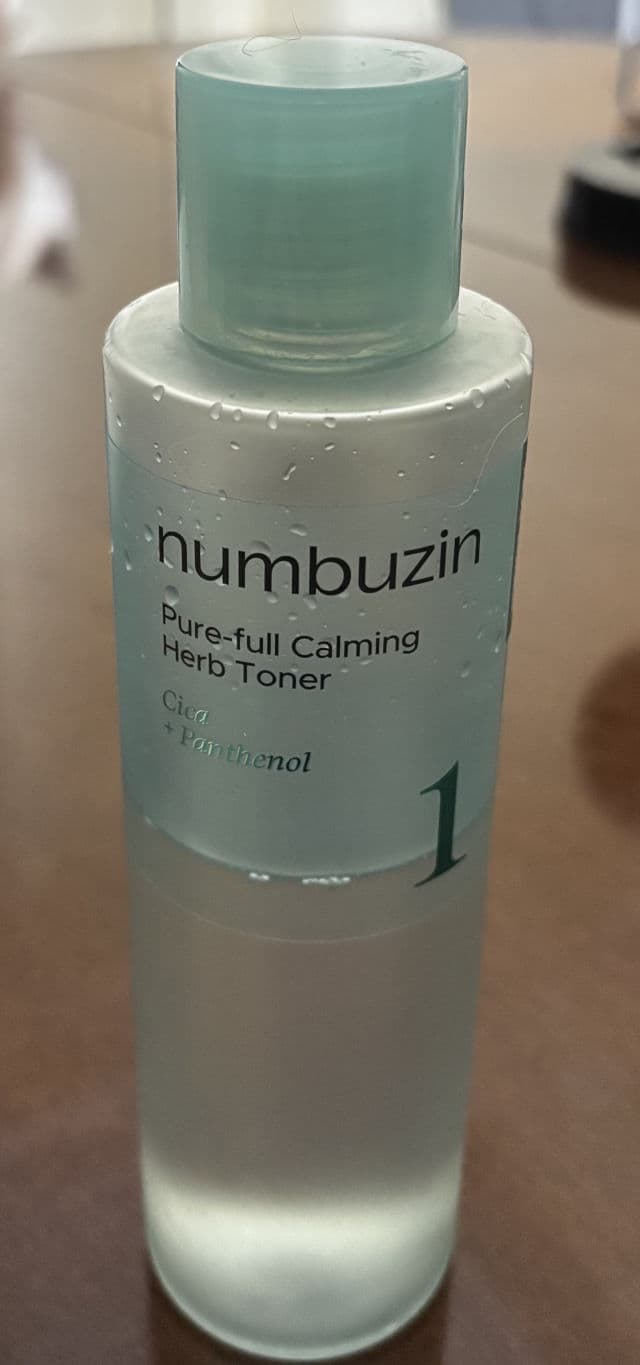 numbuzin
Pure-full Calming
Herb Toner
Cica
+ Panthenol
1